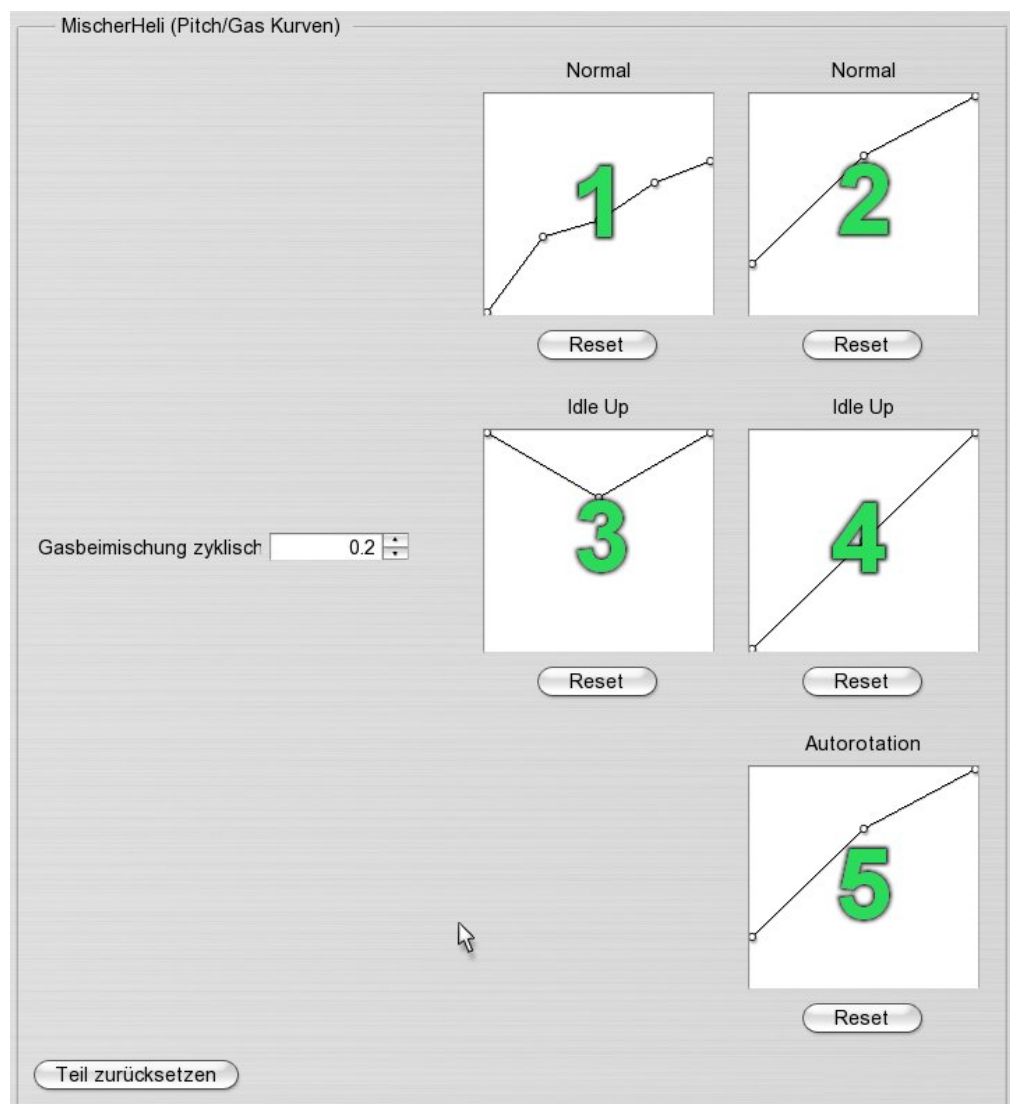 MischerHeli (Pitch/Gas Kurven)
Normal
Normal
1
2
Reset
Reset
Idle Up
Idle Up
Gasbeimischung zyklisch
0.2
3
4
Reset
Reset
Autorotation
5
Reset
Teil zurücksetzen